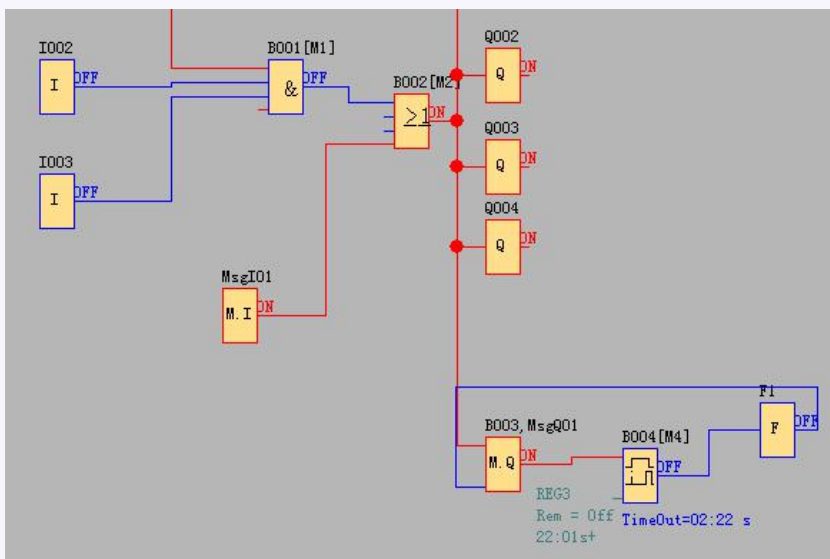 Q002
I002
B001[M1]
I OFF
& OFF
Q ON
B002[M2]
≥1 ON
Q003
Q ON
I003
I OFF
Q004
Q ON
MsgI01
M.I ON
F1
F OFF
B003,MsgQ01
M.Q ON
B004[M4]
OFF
REG3
Rem = Off
22:01s+
TimeOut=02:22 s